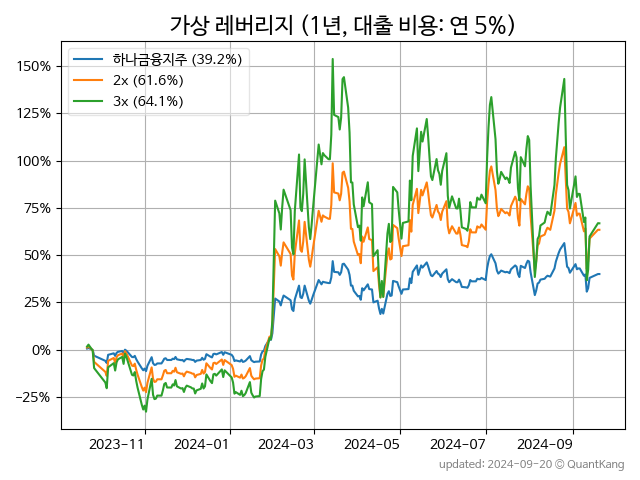 가상 레버리지 (1년, 대출 비용: 연 5%)
하나금융지주 (39.2%)
2x (61.6%)
3x (64.1%)
150%
125%
100%
75%
50%
25%
0%
−25%
2023-11
2024-01
2024-03
2024-05
2024-07
2024-09
updated: 2024-09-20 © QuantKang